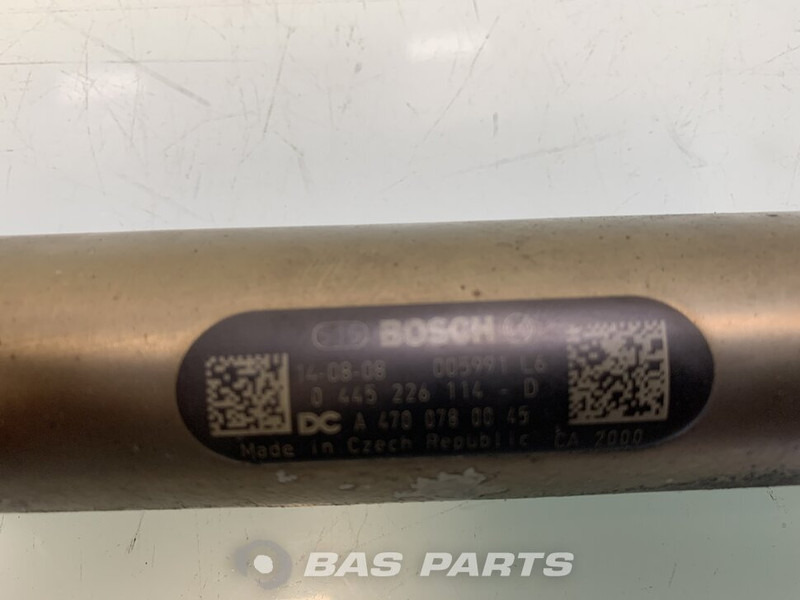 BOSCH
14-08-08 005991 L6
0 445 226 114 - D
DC A 470 078 00 45
Made in Czech Republic CA 2000
BAS PARTS